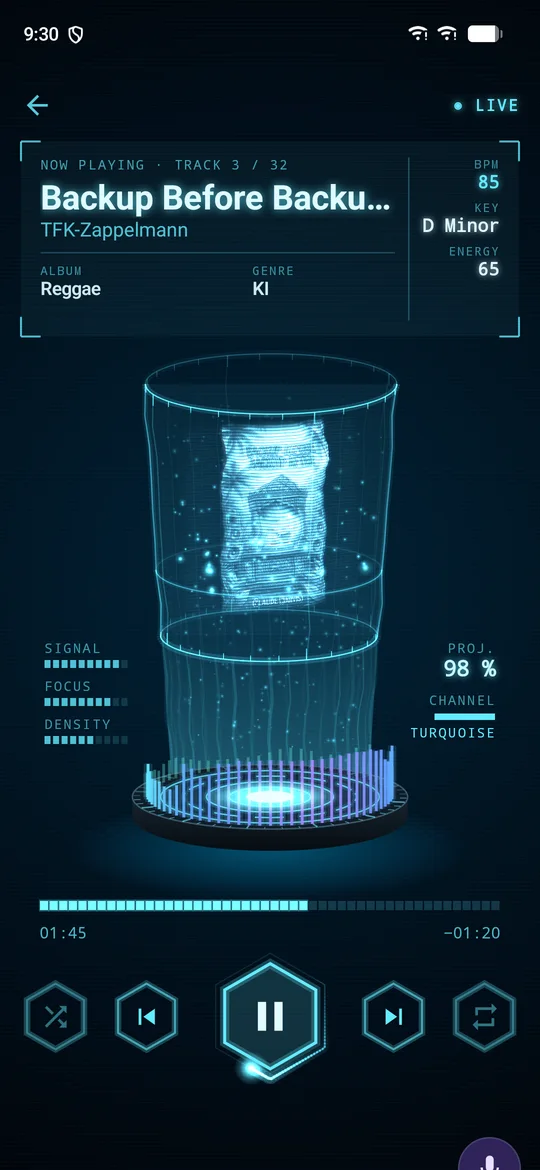 9:30
LIVE
NOW PLAYING · TRACK 3 / 32
Backup Before Backu...
TFK-Zappelmann
ALBUM
Reggae
GENRE
KI
BPM
85
KEY
D Minor
ENERGY
65
SIGNAL
FOCUS
DENSITY
PROJ.
98 %
CHANNEL
TURQUOISE
01:45
−01:20